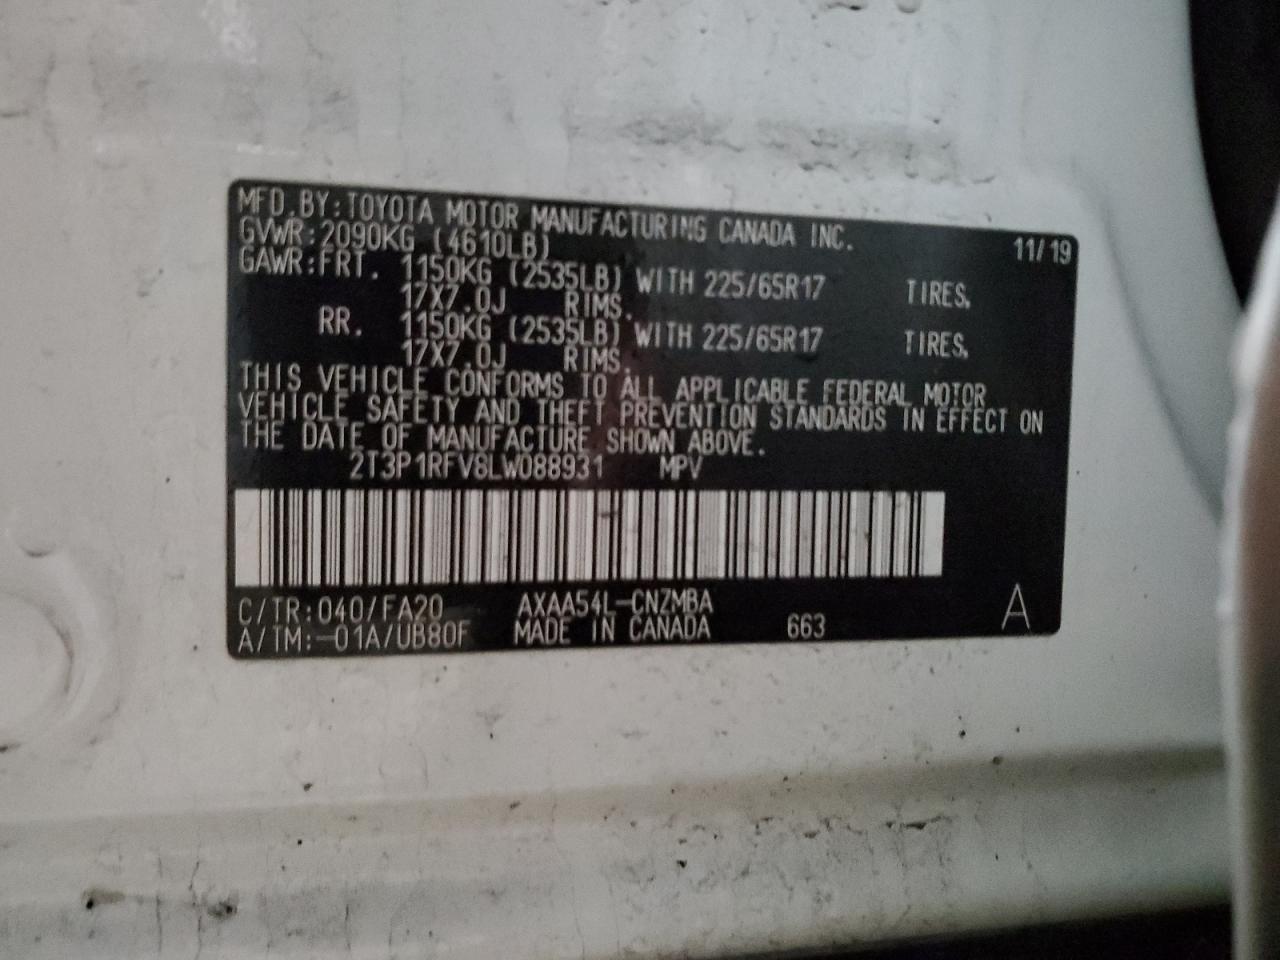 MFD.BY:TOYOTA MOTOR MANUFACTURING CANADA INC.
GVWR:2090KG (4610LB) 11/19
GAWR:FRT. 1150KG (2535LB) WITH 225/65R17 TIRES,
17X7.0J RIMS.
RR. 1150KG (2535LB) WITH 225/65R17 TIRES,
17X7.0J RIMS.
THIS VEHICLE CONFORMS TO ALL APPLICABLE FEDERAL MOTOR
VEHICLE SAFETY AND THEFT PREVENTION STANDARDS IN EFFECT ON
THE DATE OF MANUFACTURE SHOWN ABOVE.
2T3P1RFV8LW088931 MPV
C/TR:040/FA20 AXAA54L-CNZMBA A
A/TM:-01A/UB80F MADE IN CANADA 663